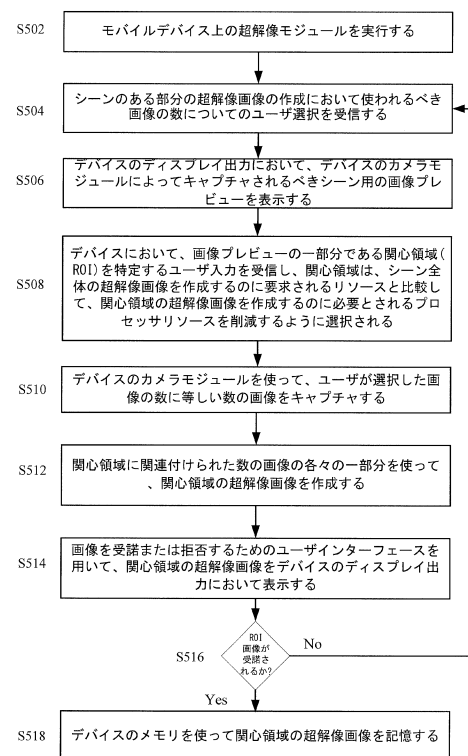 S502
モバイルデバイス上の超解像モジュールを実行する
S504
シーンのある部分の超解像画像の作成において使われるべき
画像の数についてのユーザ選択を受信する
S506
デバイスのディスプレイ出力において、デバイスのカメラモ
ジュールによってキャプチャされるべきシーン用の画像プレ
ビューを表示する
S508
デバイスにおいて、画像プレビューの一部分である関心領域(
ROI)を特定するユーザ入力を受信し、関心領域は、シーン全
体の超解像画像を作成するのに要求されるリソースと比較し
て、関心領域の超解像画像を作成するのに必要とされるプロ
セッサリソースを削減するように選択される
S510
デバイスのカメラモジュールを使って、ユーザが選択した画
像の数に等しい数の画像をキャプチャする
S512
関心領域に関連付けられた数の画像の各々の一部分を使って
、関心領域の超解像画像を作成する
S514
画像を受諾または拒否するためのユーザインターフェースを
用いて、関心領域の超解像画像をデバイスのディスプレイ出
力において表示する
S516
ROI
画像が
受諾さ
れるか?
No
Yes
S518
デバイスのメモリを使って関心領域の超解像画像を記憶する